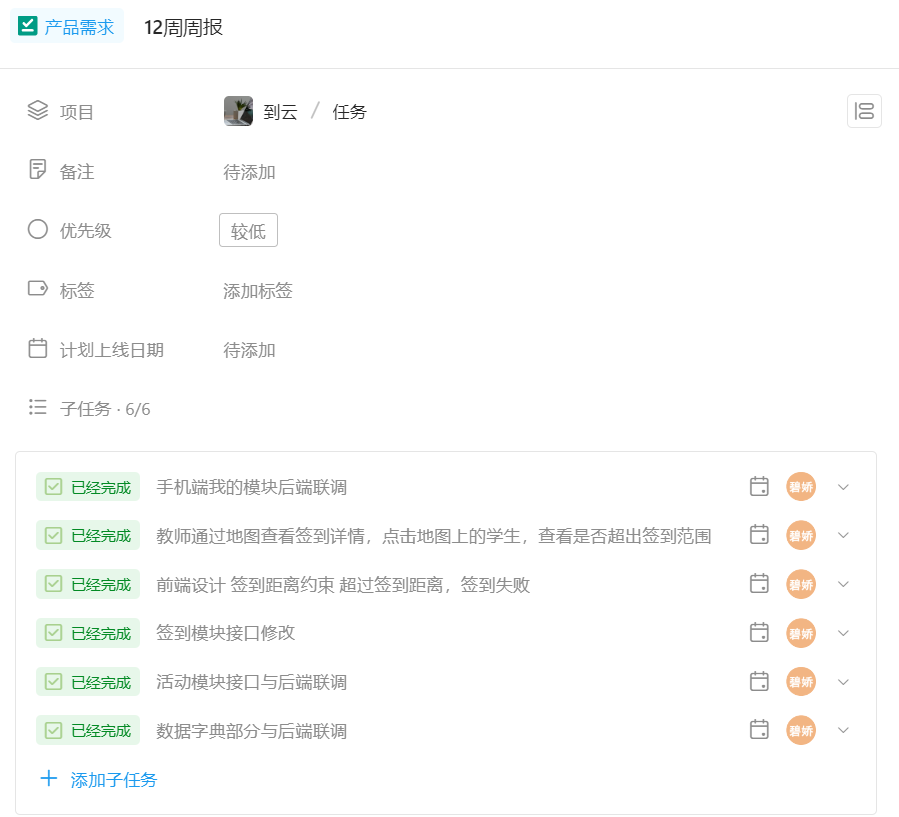 产品需求 12周周报
项目 到云 / 任务
备注 待添加
优先级 较低
标签 添加标签
计划上线日期 待添加
子任务 · 6/6
已经完成 手机端我的模块后端联调 碧娇
已经完成 教师通过地图查看签到详情，点击地图上的学生，查看是否超出签到范围 碧娇
已经完成 前端设计 签到距离约束 超过签到距离，签到失败 碧娇
已经完成 签到模块接口修改 碧娇
已经完成 活动模块接口与后端联调 碧娇
已经完成 数据字典部分与后端联调 碧娇
添加子任务